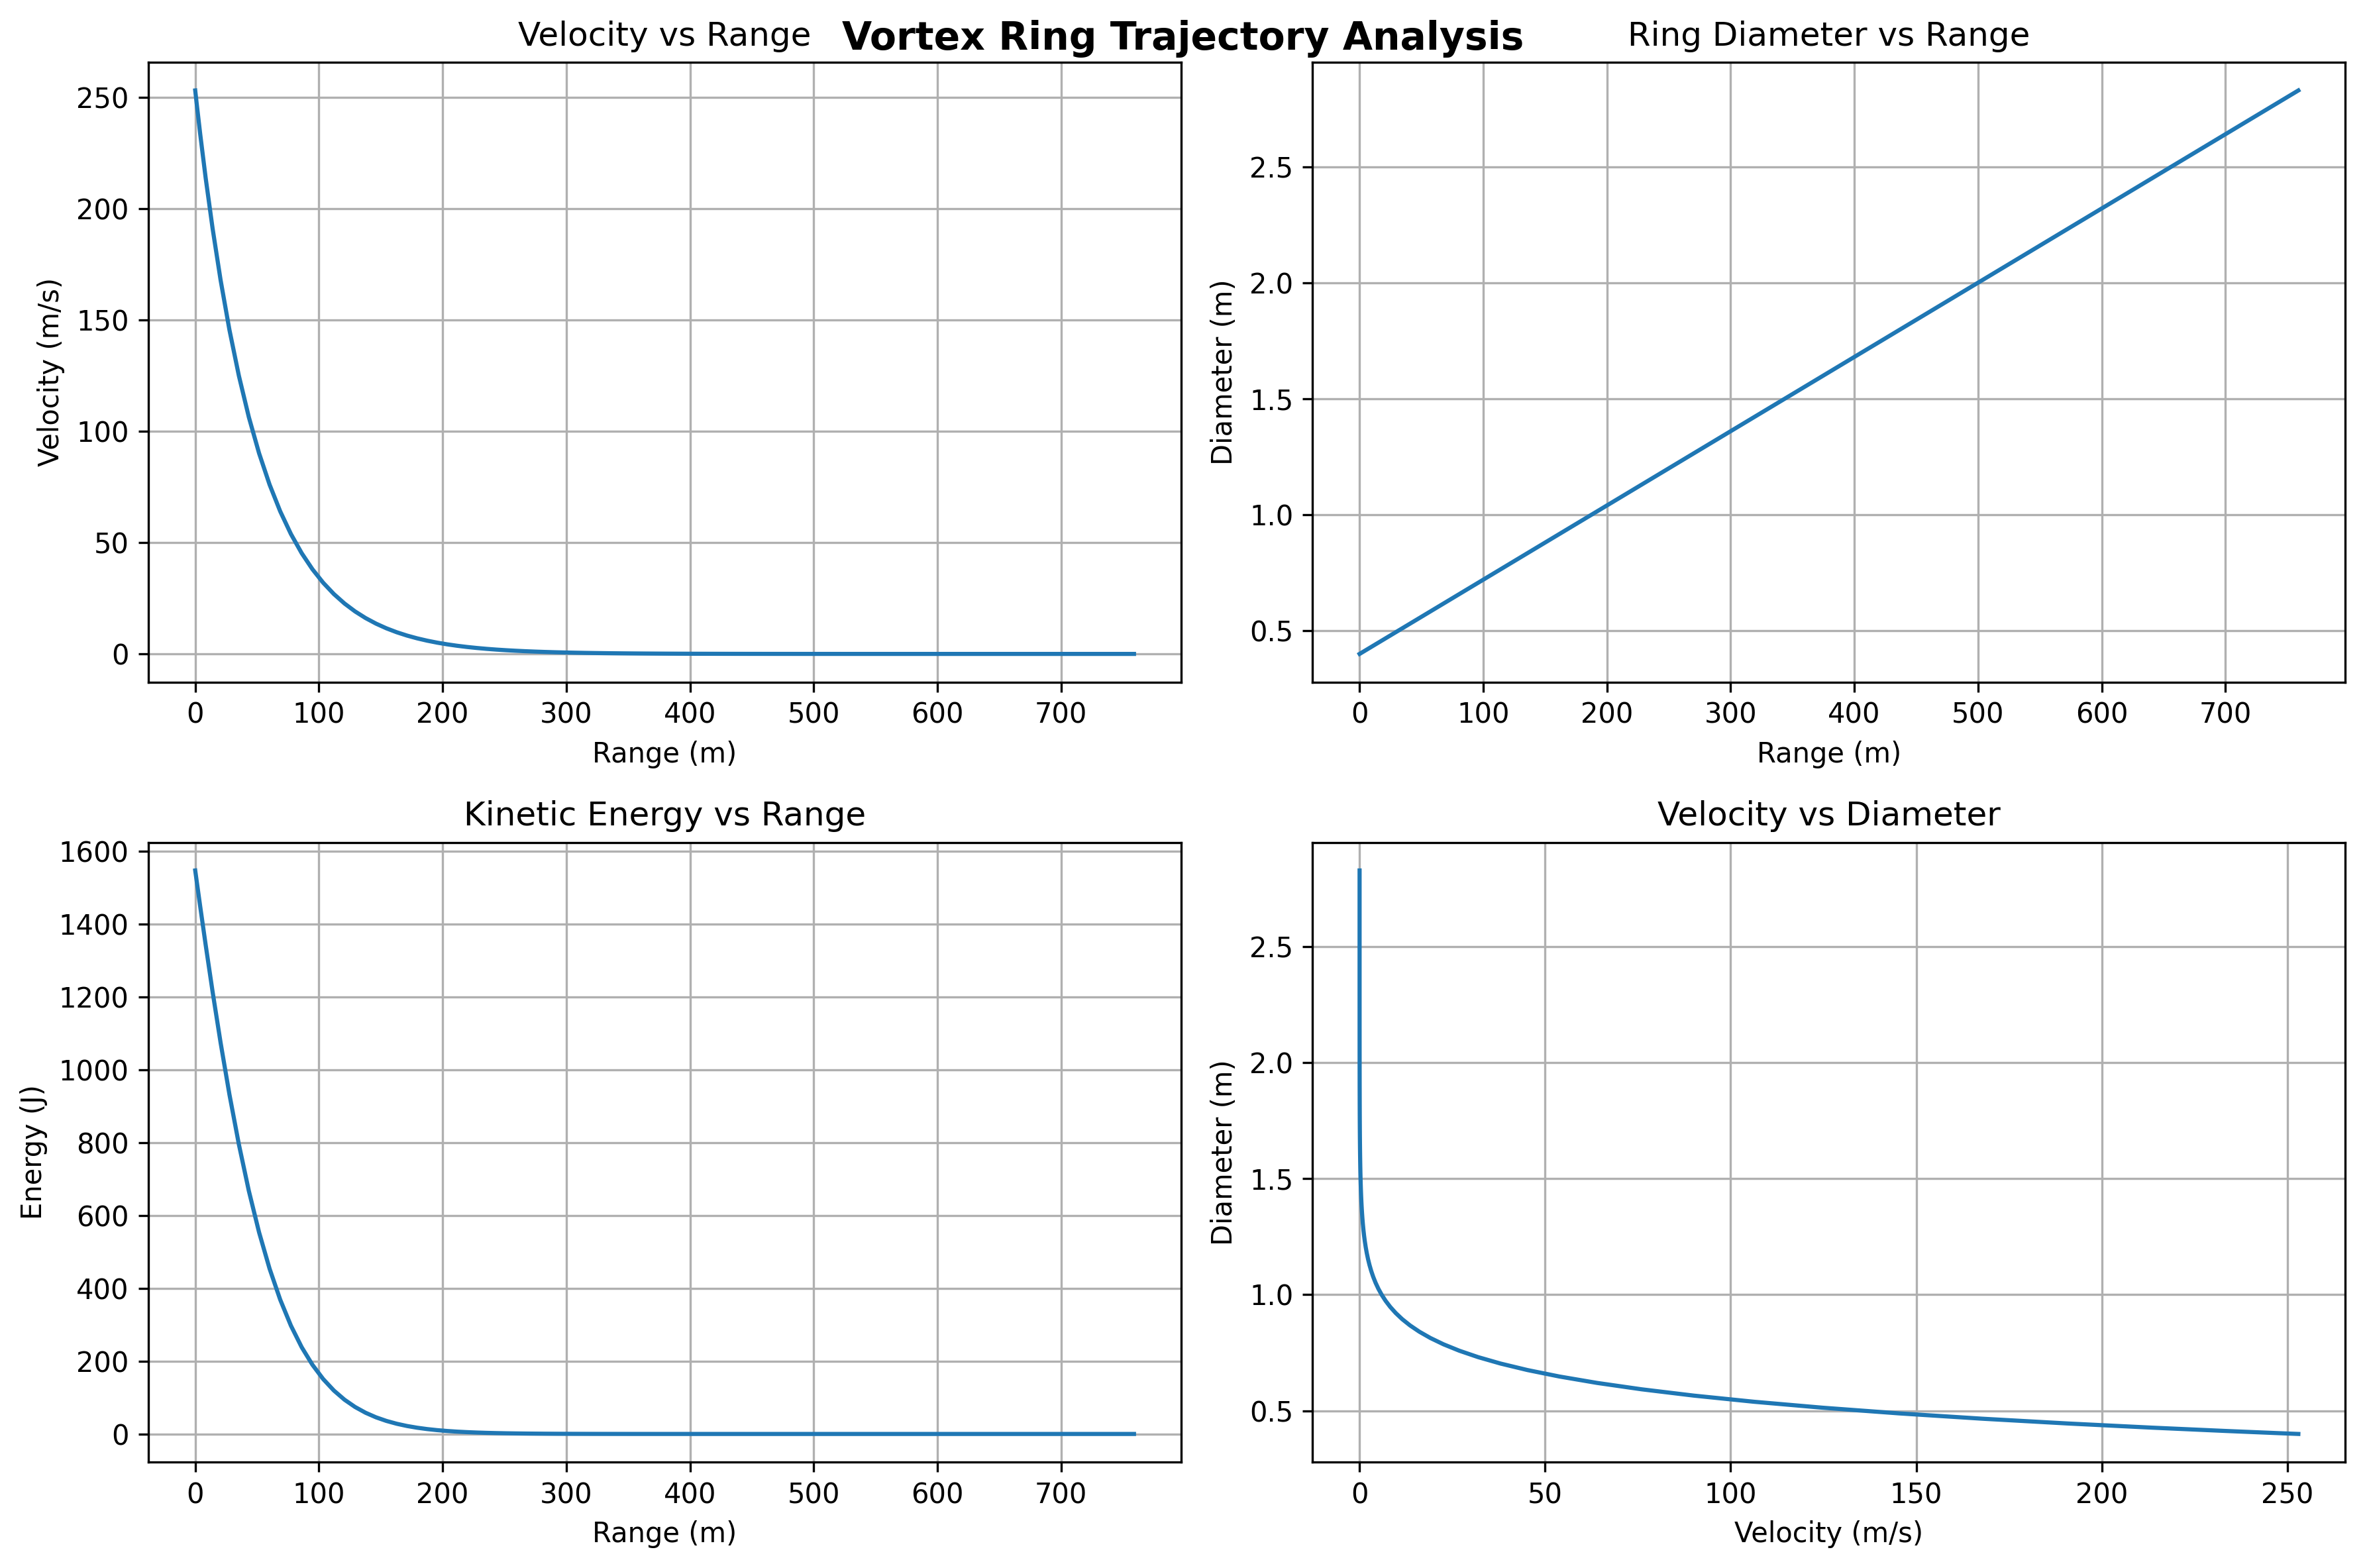 Vortex Ring Trajectory Analysis
Velocity vs Range
250
200
150
100
50
0
Velocity (m/s)
0 100 200 300 400 500 600 700
Range (m)
Ring Diameter vs Range
2.5
2.0
1.5
1.0
0.5
Diameter (m)
0 100 200 300 400 500 600 700
Range (m)
Kinetic Energy vs Range
1600
1400
1200
1000
800
600
400
200
0
Energy (J)
0 100 200 300 400 500 600 700
Range (m)
Velocity vs Diameter
2.5
2.0
1.5
1.0
0.5
Diameter (m)
0 50 100 150 200 250
Velocity (m/s)